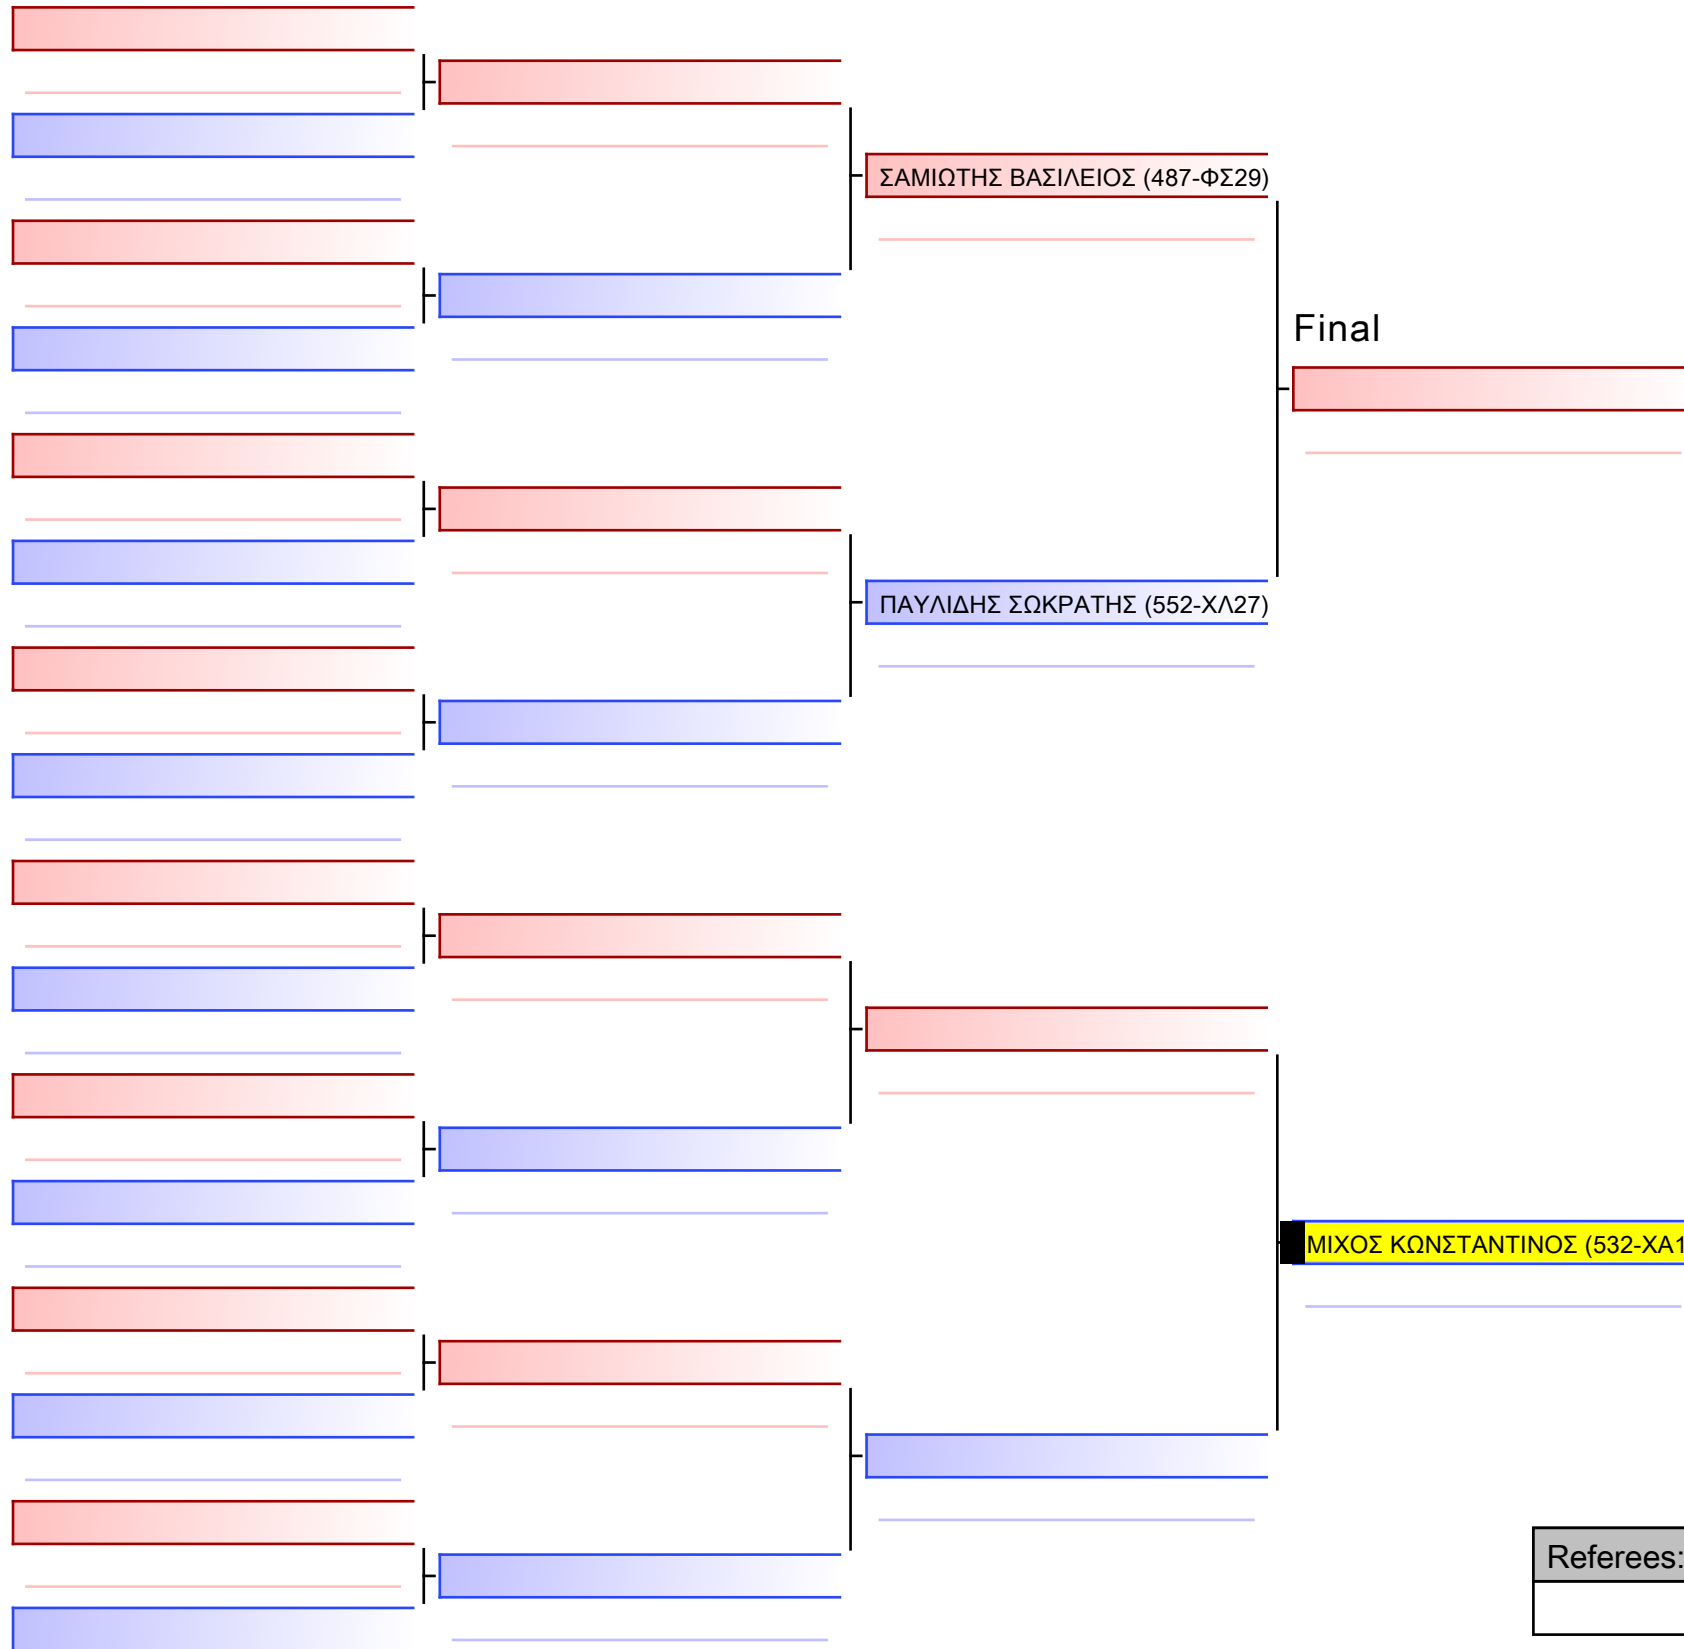 ΣΑΜΙΩΤΗΣ ΒΑΣΙΛΕΙΟΣ (487-ΦΣ29)
Final
ΠΑΥΛΙΔΗΣ ΣΩΚΡΑΤΗΣ (552-ΧΛ27)
ΜΙΧΟΣ ΚΩΝΣΤΑΝΤΙΝΟΣ (532-ΧΑ1
Referees: